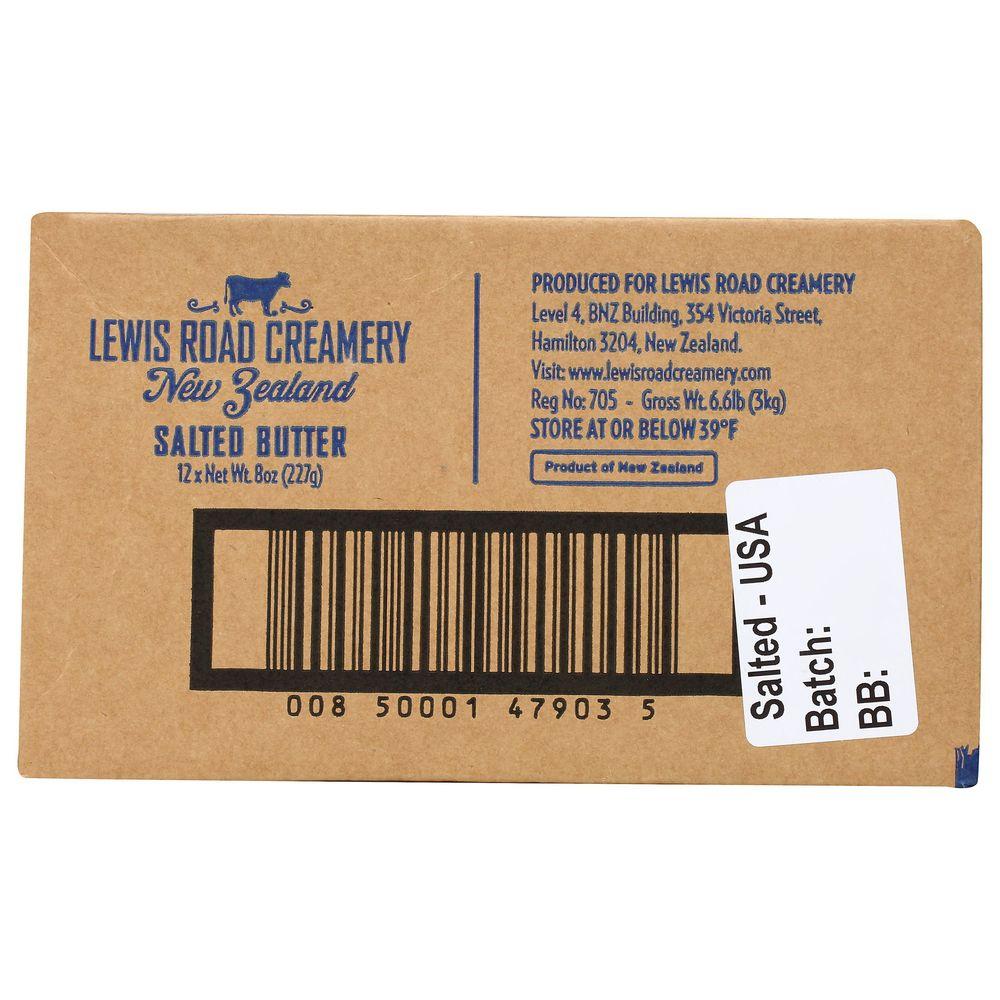 LEWIS ROAD CREAMERY
New Zealand
SALTED BUTTER
12 x Net Wt. 8oz (227g)
PRODUCED FOR LEWIS ROAD CREAMERY
Level 4, BNZ Building, 354 Victoria Street,
Hamilton 3204, New Zealand.
Visit: www.lewisroadcreamery.com
Reg No: 705 - Gross Wt. 6.6lb (3kg)
STORE AT OR BELOW 39°F
Product of New Zealand
008 50001 47903 5
Salted - USA
Batch:
BB: